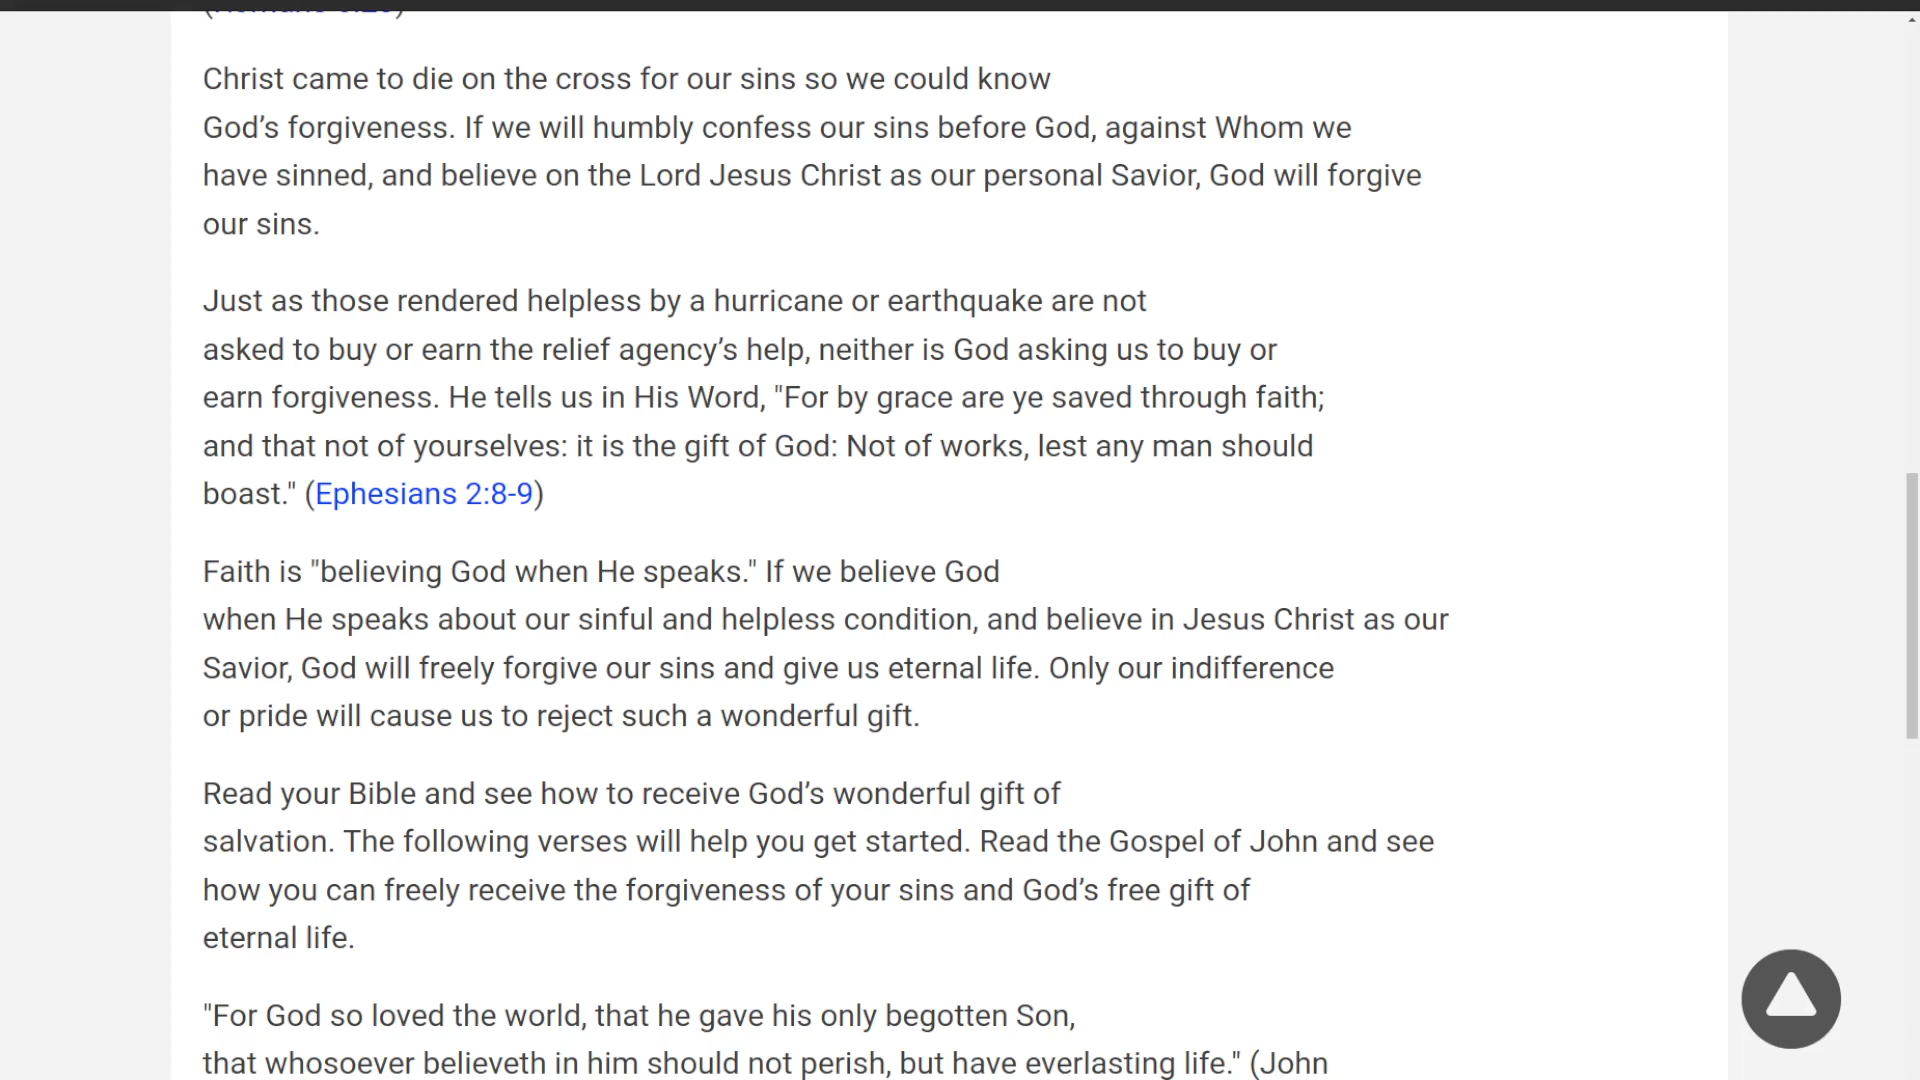 Christ came to die on the cross for our sins so we could know
God’s forgiveness. If we will humbly confess our sins before God, against Whom we
have sinned, and believe on the Lord Jesus Christ as our personal Savior, God will forgive
our sins.
Just as those rendered helpless by a hurricane or earthquake are not
asked to buy or earn the relief agency’s help, neither is God asking us to buy or
earn forgiveness. He tells us in His Word, "For by grace are ye saved through faith;
and that not of yourselves: it is the gift of God: Not of works, lest any man should
boast." (Ephesians 2:8-9)
Faith is "believing God when He speaks." If we believe God
when He speaks about our sinful and helpless condition, and believe in Jesus Christ as our
Savior, God will freely forgive our sins and give us eternal life. Only our indifference
or pride will cause us to reject such a wonderful gift.
Read your Bible and see how to receive God’s wonderful gift of
salvation. The following verses will help you get started. Read the Gospel of John and see
how you can freely receive the forgiveness of your sins and God’s free gift of
eternal life.
"For God so loved the world, that he gave his only begotten Son,
that whosoever believeth in him should not perish, but have everlasting life." (John